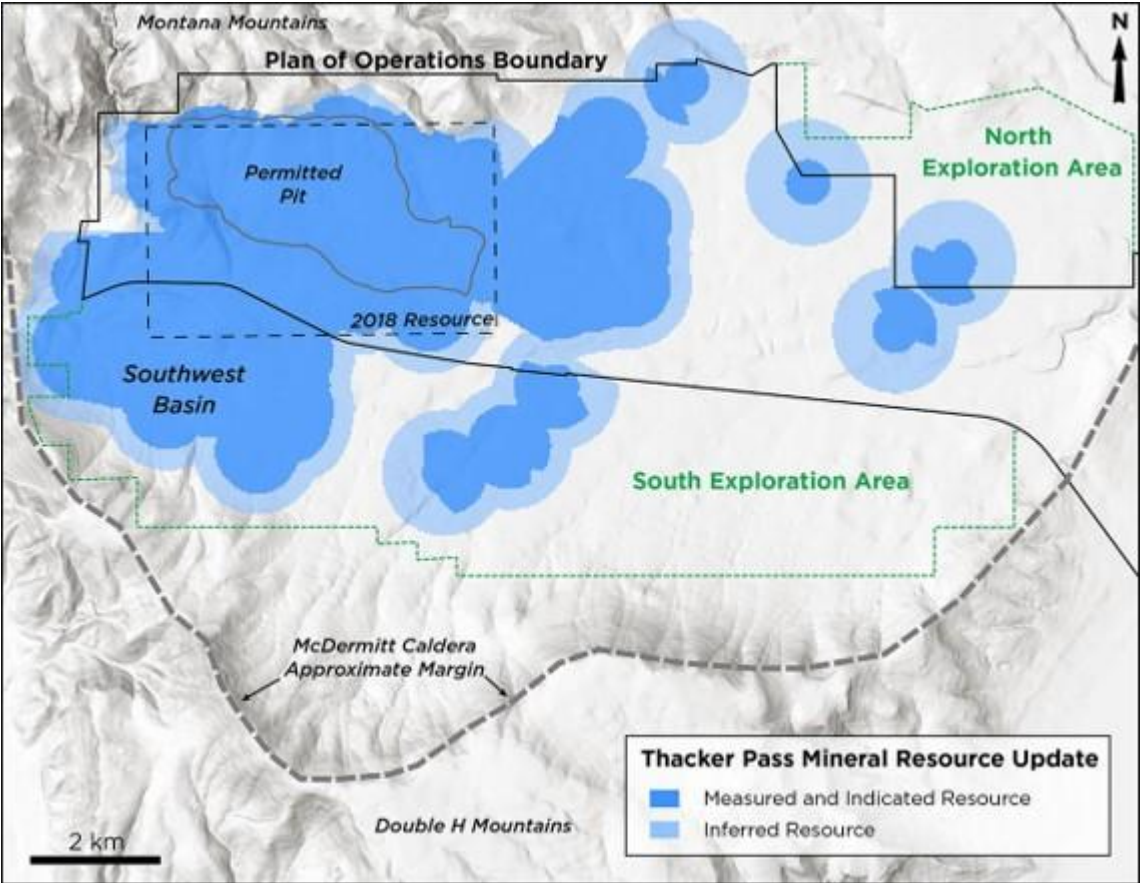 Montana Mountains
N
Plan of Operations Boundary
North
Exploration Area
Permitted
Pit
2018 Resource
Southwest
Basin
South Exploration Area
McDermitt Caldera
Approximate Margin
Thacker Pass Mineral Resource Update
Measured and Indicated Resource
Inferred Resource
Double H Mountains
2 km